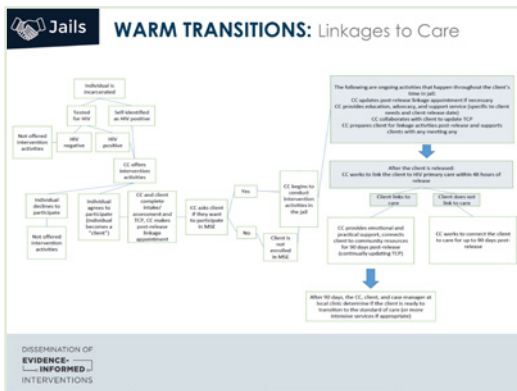 Jails
WARM TRANSITIONS: Linkages to Care
Individual is
incarcerated
Tested
for HIV
Self-identified
as HIV positive
Not offered
intervention
activities
HIV
negative
HIV
positive
CC offers
intervention
activities
Individual
declines to
participate
Not offered
intervention
activities
Individual
agrees to
participate
(individual
becomes a
"client")
CC and client
complete
intake/
assessment and
TCP, CC makes
post-release
linkage
appointment
CC asks client
if they want to
participate in
MSE
Yes
No
CC begins to
conduct
intervention
activities in
the jail
Client is
not
enrolled in
MSE
The following are ongoing activities that happen throughout the client's
time in jail:
CC updates post-release linkage appointment if necessary
CC provides education, advocacy, and support service (specific to client
needs and client release date)
CC collaborates with client to update TCP
CC prepares client for linkage activities post-release and supports
clients with any meeting any
After the client is released:
CC works to link the client to HIV primary care within 48 hours of
release
Client links to
care
Client does not
link to care
CC provides emotional and
practical support, connects
client to community resources
for 90 days post-release
(continually updating TCP)
CC works to connect the client
to care for up to 90 days post-
release
After 90 days, the CC, client, and case manager at
local clinic determine if the client is ready to
transition to the standard of care (or more
intensive services if appropriate)
DISSEMINATION OF
EVIDENCE-
INFORMED
INTERVENTIONS